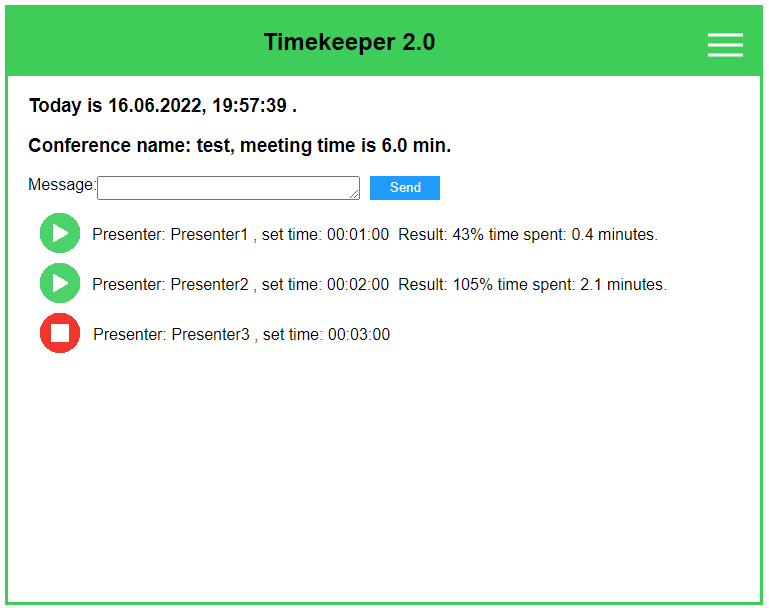 Timekeeper 2.0
Today is 16.06.2022, 19:57:39 .
Conference name: test, meeting time is 6.0 min.
Message: Send
Presenter: Presenter1 , set time: 00:01:00  Result: 43% time spent: 0.4 minutes.
Presenter: Presenter2 , set time: 00:02:00  Result: 105% time spent: 2.1 minutes.
Presenter: Presenter3 , set time: 00:03:00